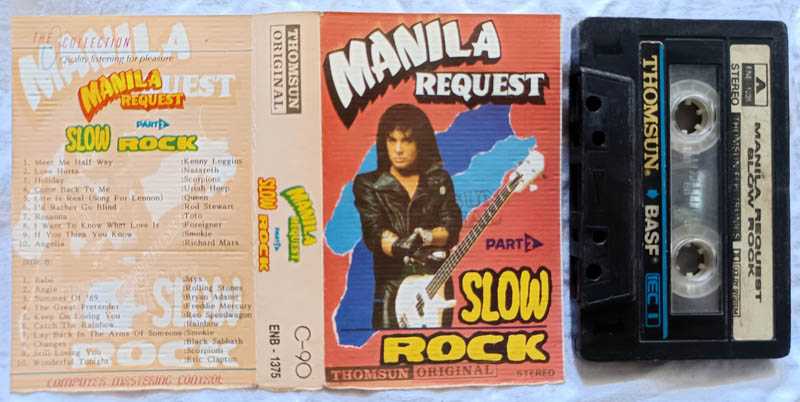 THE COLLECTION
Quality listening for pleasure
MANILA
REQUEST
MANILA
REQUEST
PART 2
SLOW ROCK
1. Meet Me Half Way :Kenny Loggins
2. Love Hurts :Nazareth
3. Holiday :Scorpions
4. Come Back To Me :Uriah Heep
5. Life Is Real (Song For Lennon) :Queen
6. I'd Rather Go Blind :Rod Stewart
7. Rosanna :Toto
8. I Want To Know What Love Is :Foreigner
9. If You Think You Know :Smokie
10. Angelia :Richard Marx
SIDE:B:
1. Babe :Styx
2. Angie :Rolling Stones
3. Summer Of '69 :Bryan Adams
4. The Great Pretender :Freddie Mercury
5. Keep On Loving You :Reo Speedwagon
6. Catch The Rainbow :Rainbow
7. Lay Back In The Arms Of Someone :Smokie
8. Changes :Black Sabbath
9. Still Loving You :Scorpions
10. Wonderful Tonight :Eric Clapton
SLOW
ROCK
COMPUTER MASTERING CONTROL
THOMSUN
ORIGINAL
MANILA
REQUEST
PART 2
SLOW
ROCK
C-90
ENB - 1375
MANILA
REQUEST
PART 2
SLOW
ROCK
THOMSUN ORIGINAL
STEREO
THOMSUN. BASF IEC I
A
STEREO
MANILA REQUEST
SLOW ROCK